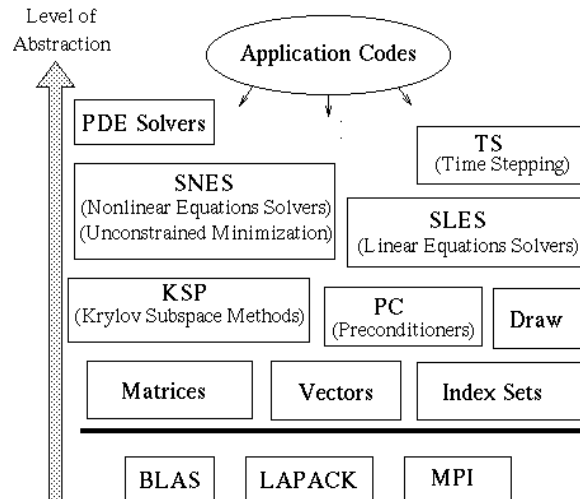 Level of
Abstraction
Application Codes
PDE Solvers
TS
(Time Stepping)
SNES
(Nonlinear Equations Solvers)
(Unconstrained Minimization)
SLES
(Linear Equations Solvers)
KSP
(Krylov Subspace Methods)
PC
(Preconditioners)
Draw
Matrices
Vectors
Index Sets
BLAS
LAPACK
MPI